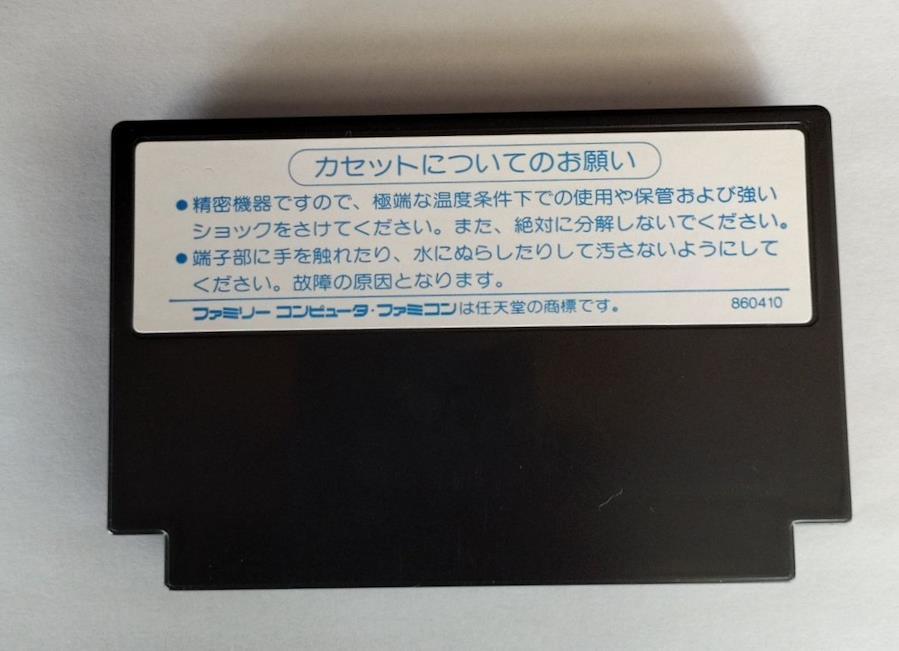 カセットについてのお願い
●精密機器ですので、極端な温度条件下での使用や保管および強い
ショックをさけてください。また、絶対に分解しないでください。
●端子部に手を触れたり、水にぬらしたりして汚さないようにして
ください。故障の原因となります。
ファミリー コンピュータ・ファミコンは任天堂の商標です。 860410